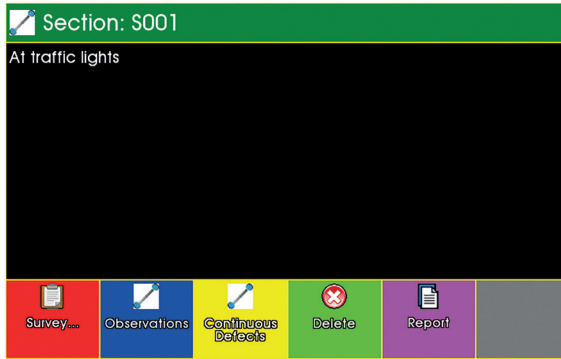 Section: S001
At traffic lights
Survey...
Observations
Continuous
Defects
Delete
Report